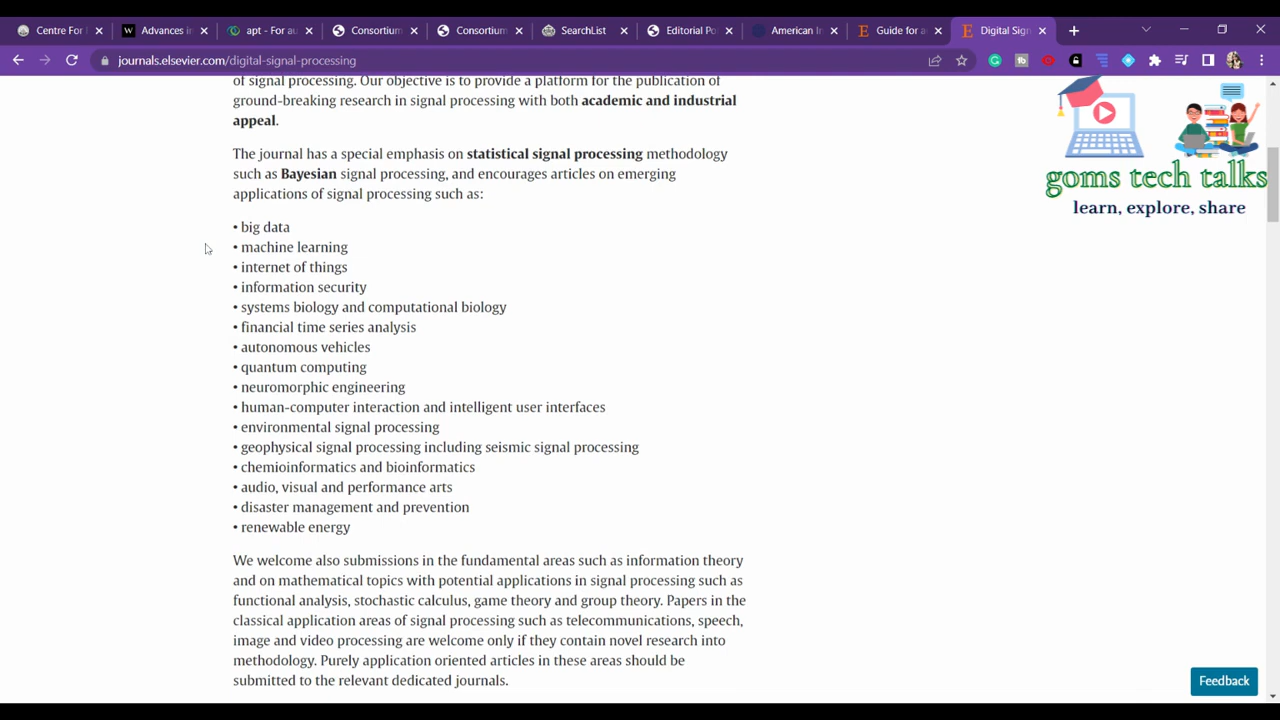 Centre For
Advances in
apt - For au
Consortium
Consortium
SearchList
Editorial Po
American In
Guide for a
Digital Sign
journals.elsevier.com/digital-signal-processing
of signal processing. Our objective is to provide a platform for the publication of
ground-breaking research in signal processing with both academic and industrial
appeal.
The journal has a special emphasis on statistical signal processing methodology
such as Bayesian signal processing, and encourages articles on emerging
applications of signal processing such as:
• big data
• machine learning
• internet of things
• information security
• systems biology and computational biology
• financial time series analysis
• autonomous vehicles
• quantum computing
• neuromorphic engineering
• human-computer interaction and intelligent user interfaces
• environmental signal processing
• geophysical signal processing including seismic signal processing
• chemioinformatics and bioinformatics
• audio, visual and performance arts
• disaster management and prevention
• renewable energy
We welcome also submissions in the fundamental areas such as information theory
and on mathematical topics with potential applications in signal processing such as
functional analysis, stochastic calculus, game theory and group theory. Papers in the
classical application areas of signal processing such as telecommunications, speech,
image and video processing are welcome only if they contain novel research into
methodology. Purely application oriented articles in these areas should be
submitted to the relevant dedicated journals.
goms tech talks
learn, explore, share
Feedback